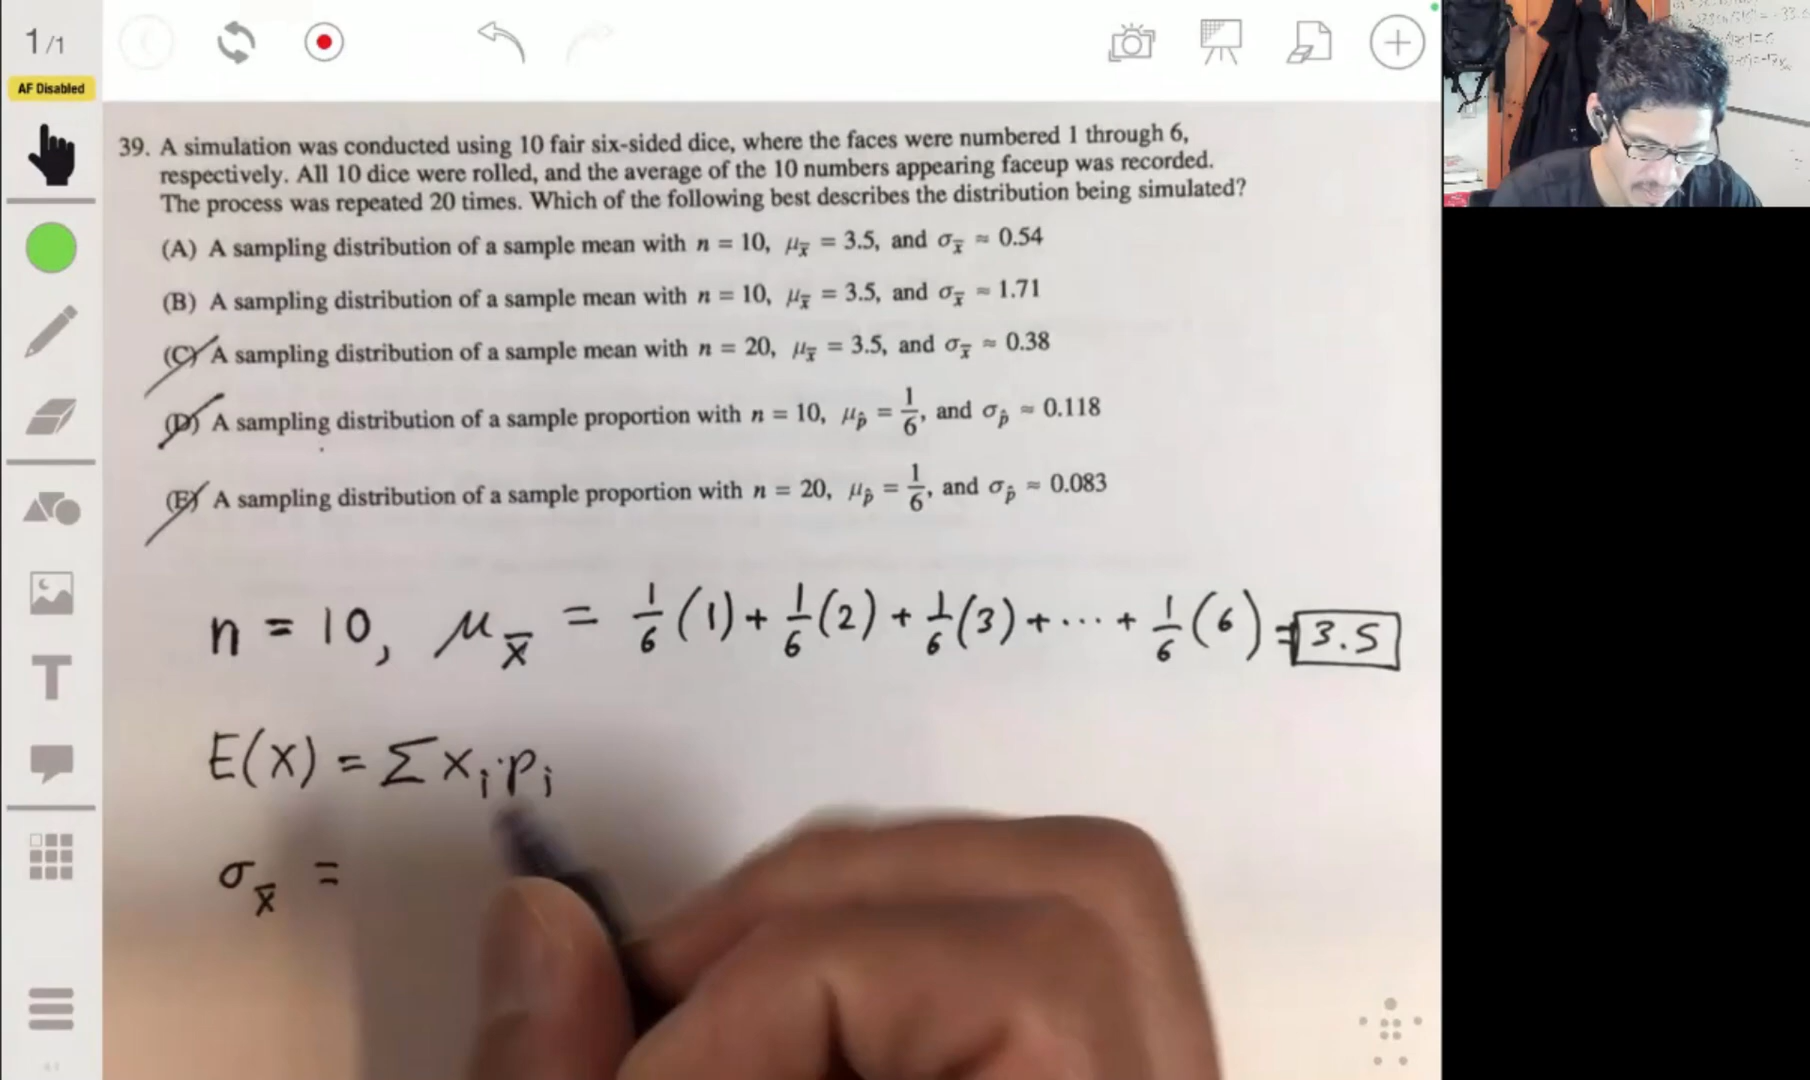 1/1
AF Disabled
39. A simulation was conducted using 10 fair six-sided dice, where the faces were numbered 1 through 6,
respectively. All 10 dice were rolled, and the average of the 10 numbers appearing faceup was recorded.
The process was repeated 20 times. Which of the following best describes the distribution being simulated?
(A) A sampling distribution of a sample mean with n = 10, μx̅ = 3.5, and σx̅ ≈ 0.54
(B) A sampling distribution of a sample mean with n = 10, μx̅ = 3.5, and σx̅ ≈ 1.71
(C) A sampling distribution of a sample mean with n = 20, μx̅ = 3.5, and σx̅ ≈ 0.38
(D) A sampling distribution of a sample proportion with n = 10, μp̂ = 1/6, and σp̂ ≈ 0.118
(E) A sampling distribution of a sample proportion with n = 20, μp̂ = 1/6, and σp̂ ≈ 0.083
n = 10, μx̅ = 1/6 (1) + 1/6 (2) + 1/6 (3) + ... + 1/6 (6) = 3.5
E(X) = Σ xi · pi
σx̅ =
T